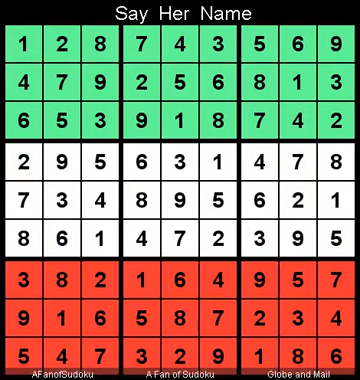 Say Her Name
1 2 8 7 4 3 5 6 9
4 7 9 2 5 6 8 1 3
6 5 3 9 1 8 7 4 2
2 9 5 6 3 1 4 7 8
7 3 4 8 9 5 6 2 1
8 6 1 4 7 2 3 9 5
3 8 2 1 6 4 9 5 7
9 1 6 5 8 7 2 3 4
5 4 7 3 2 9 1 8 6
AFanofSudoku A Fan of Sudoku Globe and Mail